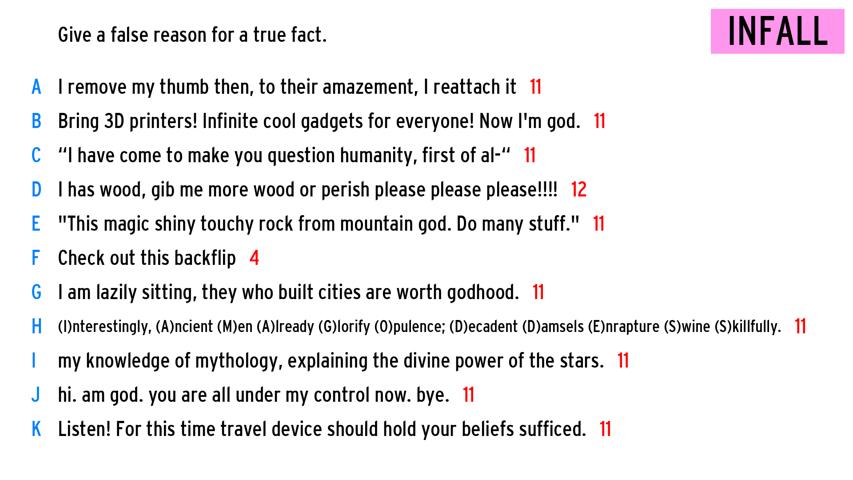 Give a false reason for a true fact.
INFALL
A I remove my thumb then, to their amazement, I reattach it 11
B Bring 3D printers! Infinite cool gadgets for everyone! Now I'm god. 11
C “I have come to make you question humanity, first of al-“ 11
D I has wood, gib me more wood or perish please please please!!!! 12
E "This magic shiny touchy rock from mountain god. Do many stuff." 11
F Check out this backflip 4
G I am lazily sitting, they who built cities are worth godhood. 11
H (I)nterestingly, (A)ncient (M)en (A)lready (G)lorify (O)pulence; (D)ecadent (D)amsels (E)nrapture (S)wine (S)killfully. 11
I my knowledge of mythology, explaining the divine power of the stars. 11
J hi. am god. you are all under my control now. bye. 11
K Listen! For this time travel device should hold your beliefs sufficed. 11